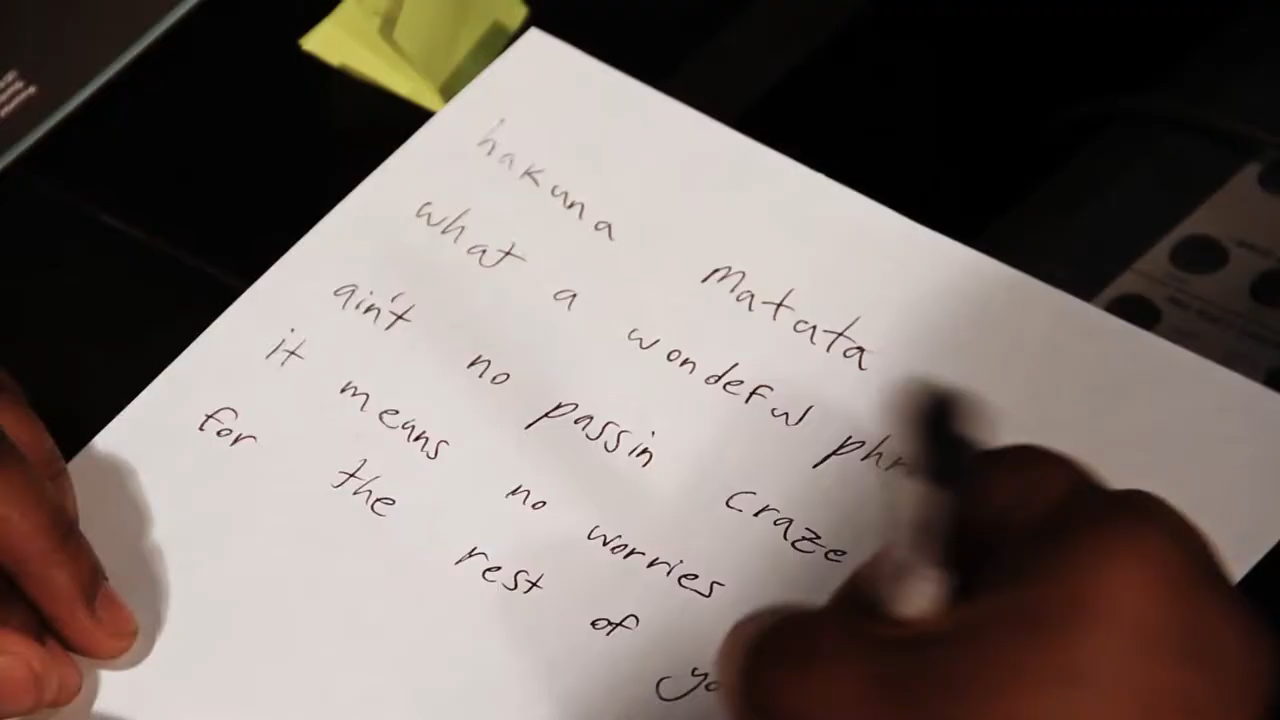 hakuna matata
what a wondeful
ain't no passin craze
it means no worries
for the rest of